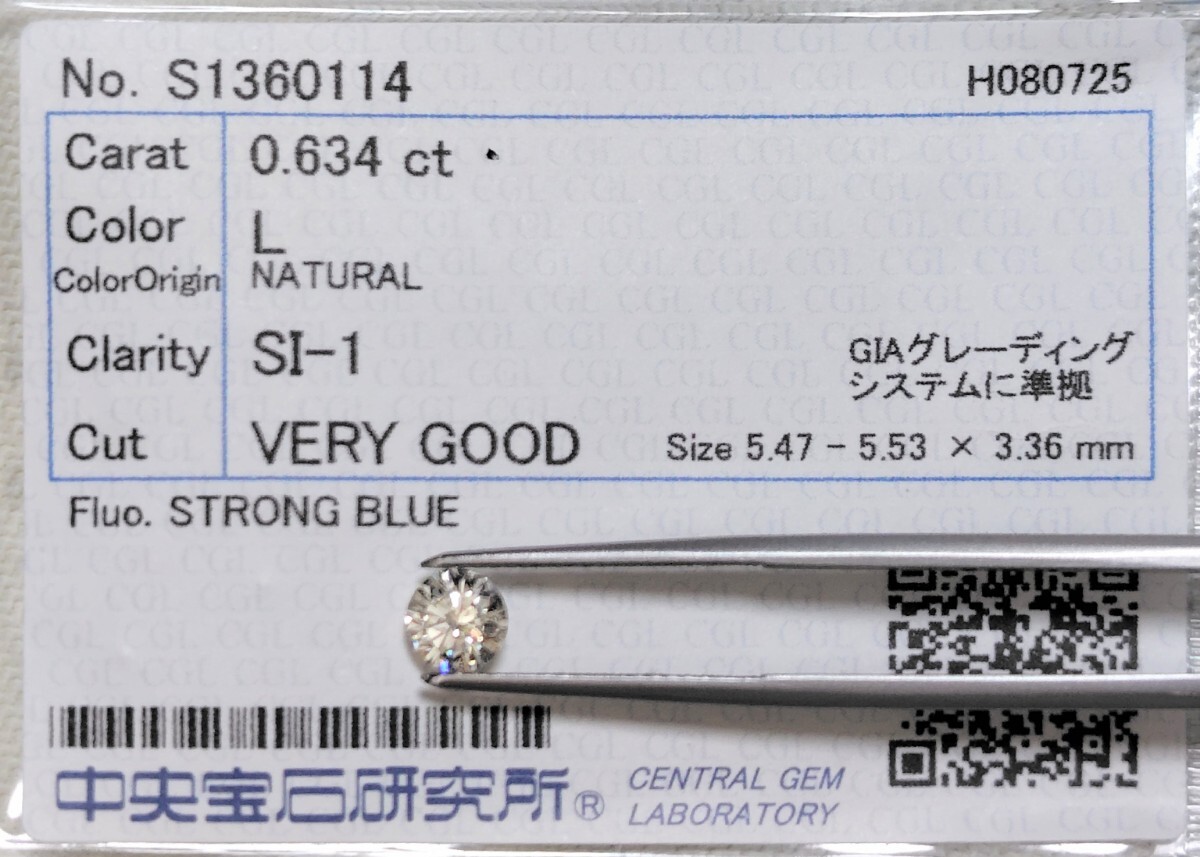 No. S1360114 H080725
Carat 0.634 ct
Color L
ColorOrigin NATURAL
Clarity SI-1
GIAグレーディング
システムに準拠
Cut VERY GOOD Size 5.47 - 5.53 × 3.36 mm
Fluo. STRONG BLUE
中央宝石研究所® CENTRAL GEM
LABORATORY